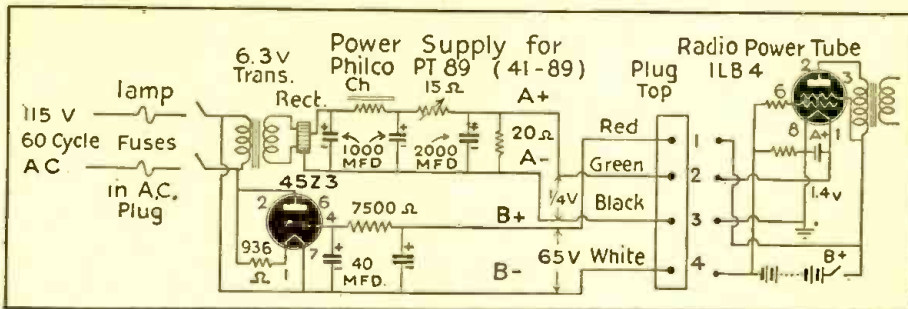 Power Supply for
Philco PT 89 (41-89)
Radio Power Tube
1LB4
6.3 v
Trans.
Rect.
Ch
15 Ω
A+
Plug
Top
lamp
115 V
60 Cycle
AC
Fuses
in A.C.
Plug
1000
MFD
2000
MFD
20 Ω
A-
Red
Green
Black
White
1
2
3
4
1.4V
65V
45Z3
2
6
4
7
1
936
Ω
7500 Ω
B+
40
MFD.
B-
2
3
6
8
1
A+
1.4v
B+